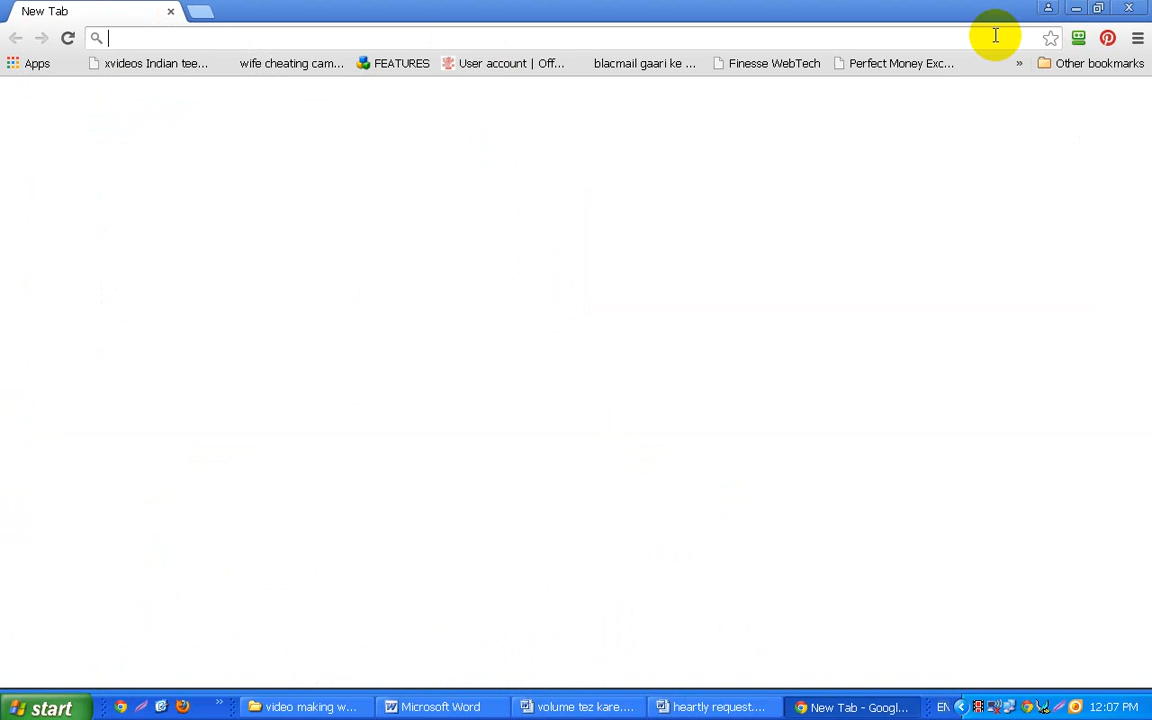 New Tab
Apps xvideos Indian tee... wife cheating cam... FEATURES User account | Off... blacmail gaari ke ... Finesse WebTech Perfect Money Exc... » Other bookmarks
start » video making w... Microsoft Word volume tez kare.... heartly request.... New Tab - Googl... EN 12:07 PM